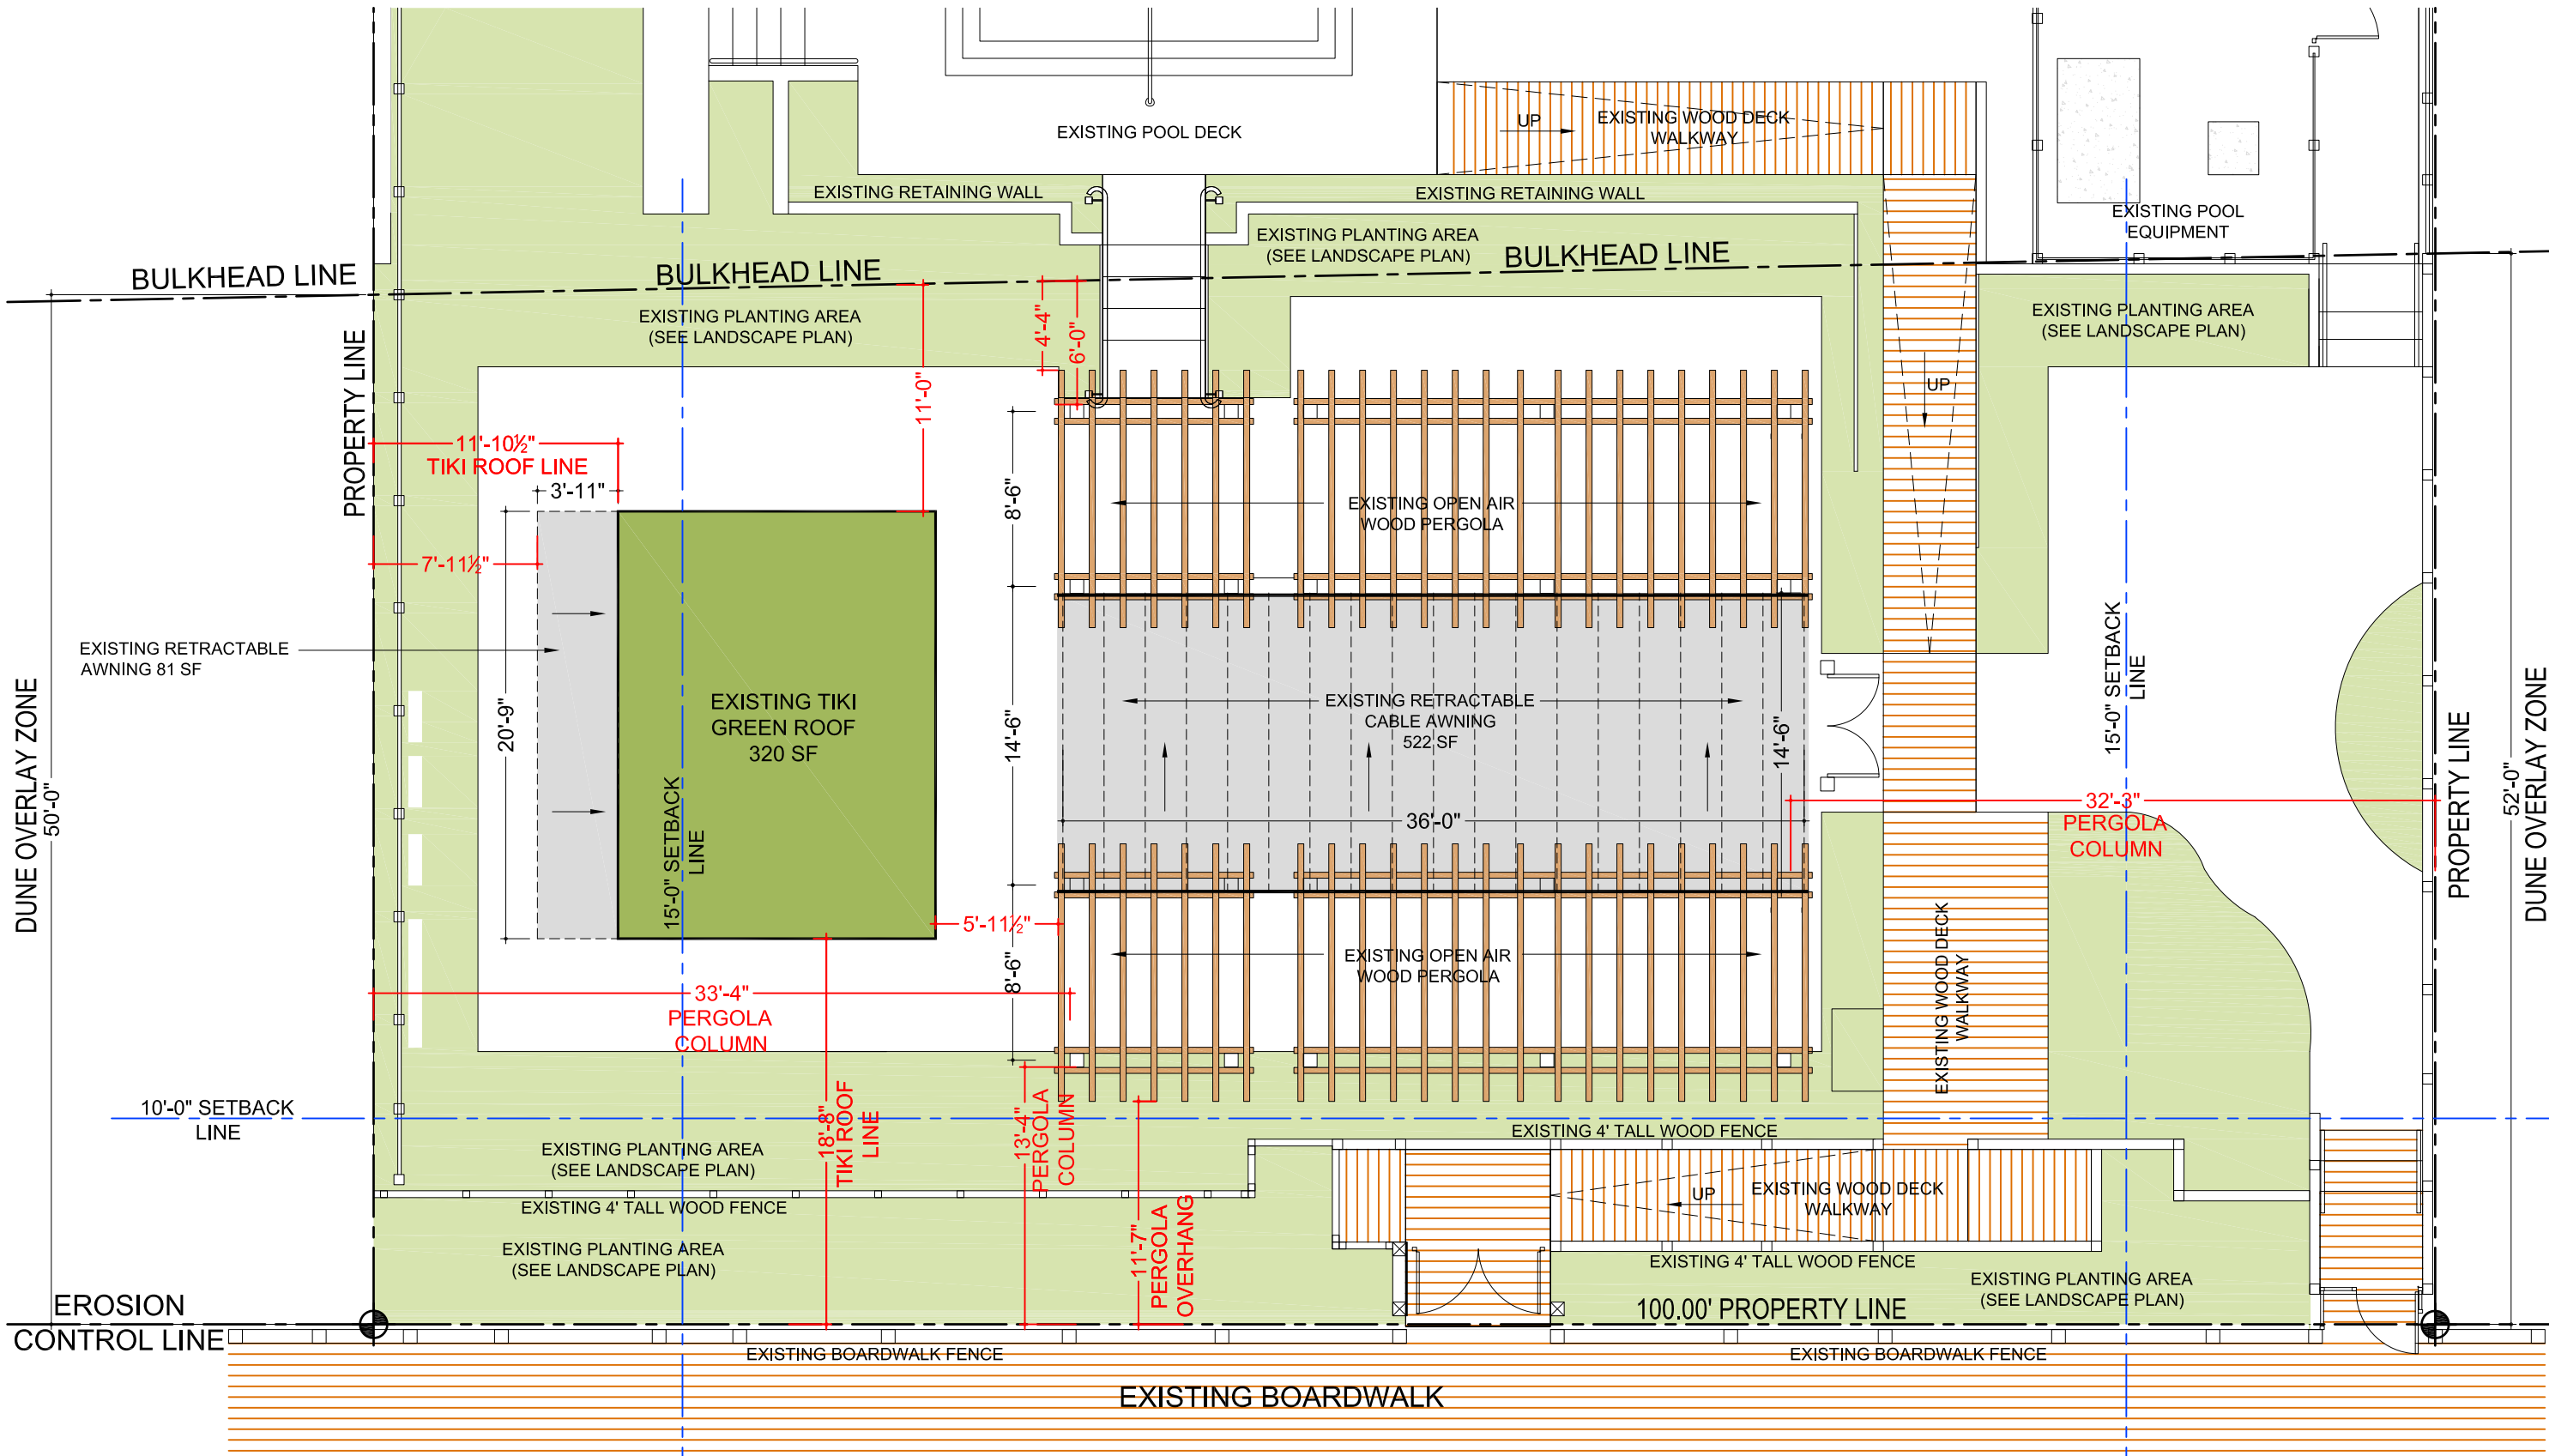 EXISTING POOL DECK
UP
EXISTING WOOD DECK
WALKWAY
EXISTING RETAINING WALL
EXISTING RETAINING WALL
EXISTING POOL
EQUIPMENT
EXISTING PLANTING AREA
(SEE LANDSCAPE PLAN)
BULKHEAD LINE
BULKHEAD LINE
BULKHEAD LINE
EXISTING PLANTING AREA
(SEE LANDSCAPE PLAN)
EXISTING PLANTING AREA
(SEE LANDSCAPE PLAN)
4'-4"
6'-0"
11'-0"
UP
PROPERTY LINE
11'-10½"
TIKI ROOF LINE
3'-11"
7'-11½"
8'-6"
EXISTING OPEN AIR
WOOD PERGOLA
EXISTING RETRACTABLE
AWNING 81 SF
DUNE OVERLAY ZONE
50'-0"
20'-9"
EXISTING TIKI
GREEN ROOF
320 SF
15'-0" SETBACK
LINE
14'-6"
EXISTING RETRACTABLE
CABLE AWNING
522 SF
14'-6"
36'-0"
15'-0" SETBACK
LINE
32'-3"
PERGOLA
COLUMN
PROPERTY LINE
52'-0"
DUNE OVERLAY ZONE
5'-11½"
8'-6"
EXISTING OPEN AIR
WOOD PERGOLA
EXISTING WOOD DECK
WALKWAY
33'-4"
PERGOLA
COLUMN
10'-0" SETBACK
LINE
18'-8"
TIKI ROOF
LINE
13'-4"
PERGOLA
COLUMN
11'-7"
PERGOLA
OVERHANG
EXISTING PLANTING AREA
(SEE LANDSCAPE PLAN)
EXISTING 4' TALL WOOD FENCE
EXISTING 4' TALL WOOD FENCE
UP
EXISTING WOOD DECK
WALKWAY
EXISTING PLANTING AREA
(SEE LANDSCAPE PLAN)
EXISTING 4' TALL WOOD FENCE
EXISTING PLANTING AREA
(SEE LANDSCAPE PLAN)
EROSION
CONTROL LINE
100.00' PROPERTY LINE
EXISTING BOARDWALK FENCE
EXISTING BOARDWALK FENCE
EXISTING BOARDWALK